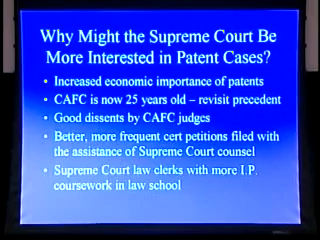 Why Might the Supreme Court Be
More Interested in Patent Cases?
• Increased economic importance of patents
• CAFC is now 25 years old – revisit precedent
• Good dissents by CAFC judges
• Better, more frequent cert petitions filed with
the assistance of Supreme Court counsel
• Supreme Court law clerks with more I.P.
coursework in law school